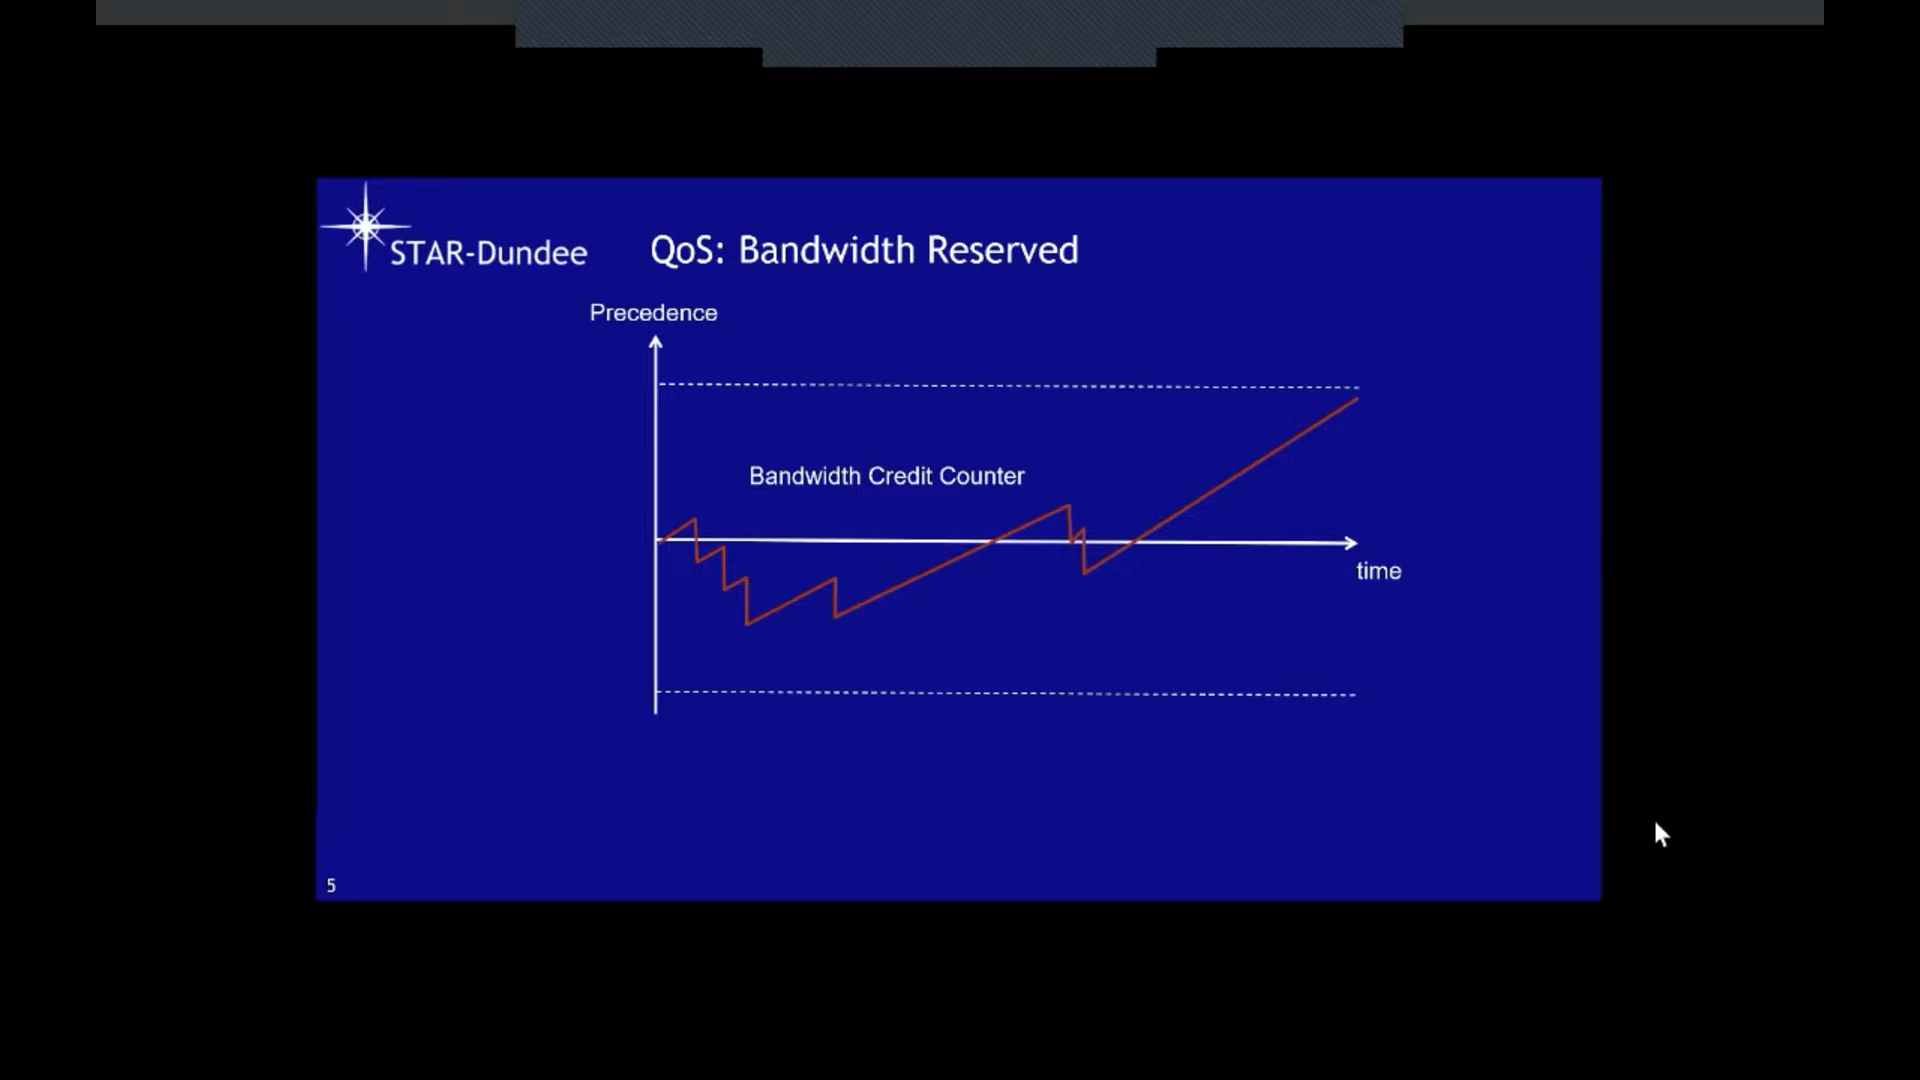 STAR-Dundee
QoS: Bandwidth Reserved
Precedence
Bandwidth Credit Counter
time
5